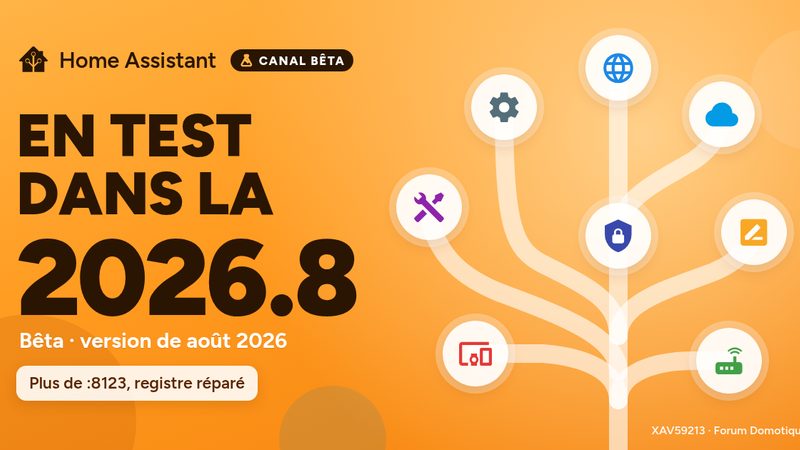 Home Assistant
CANAL BÊTA
EN TEST
DANS LA
2026.8
Bêta · version de août 2026
Plus de :8123, registre réparé
XAV59213 · Forum Domotiqu